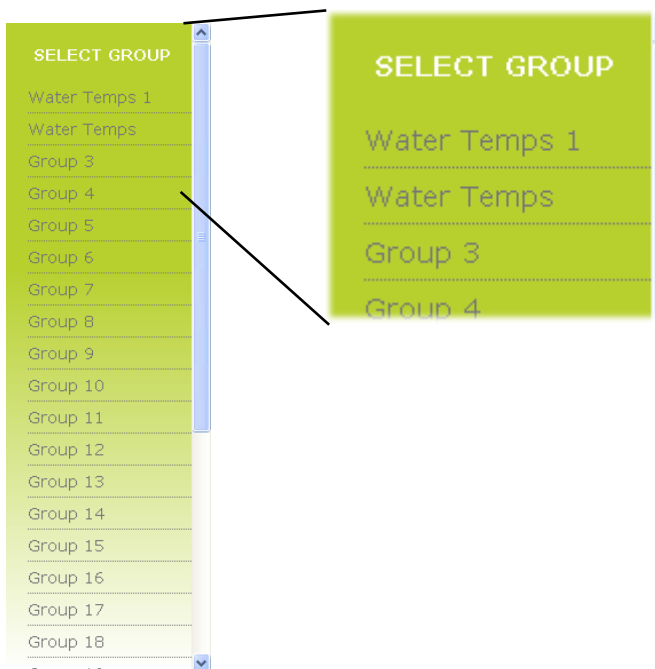 SELECT GROUP
Water Temps 1
Water Temps
Group 3
Group 4
Group 5
Group 6
Group 7
Group 8
Group 9
Group 10
Group 11
Group 12
Group 13
Group 14
Group 15
Group 16
Group 17
Group 18
SELECT GROUP
Water Temps 1
Water Temps
Group 3
Group 4